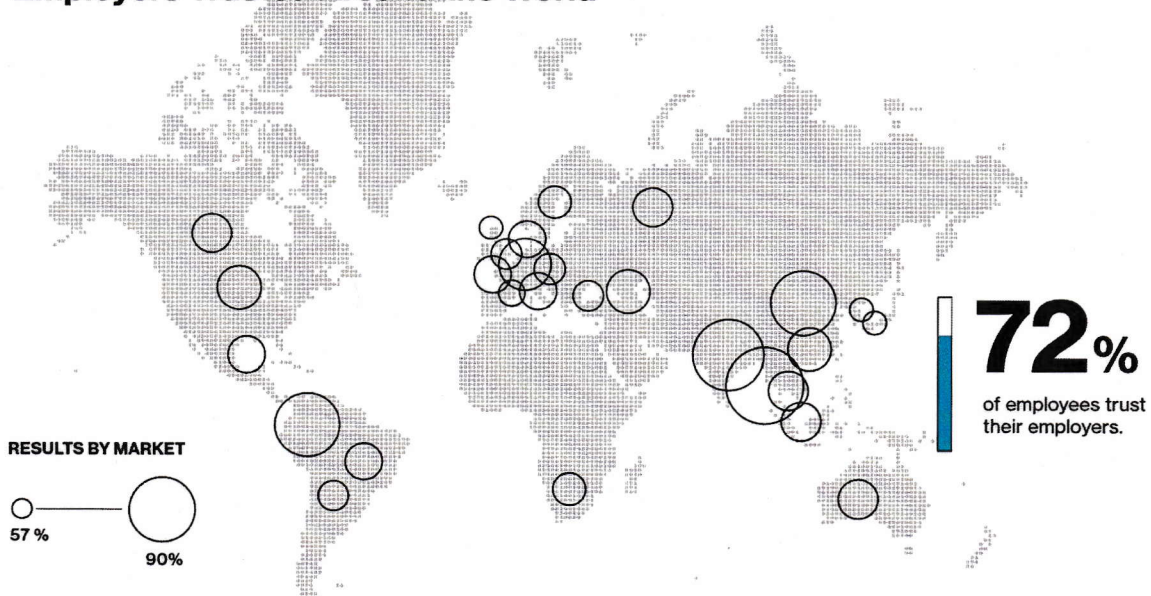 RESULTS BY MARKET
57 %
90%
72%
of employees trust
their employers.